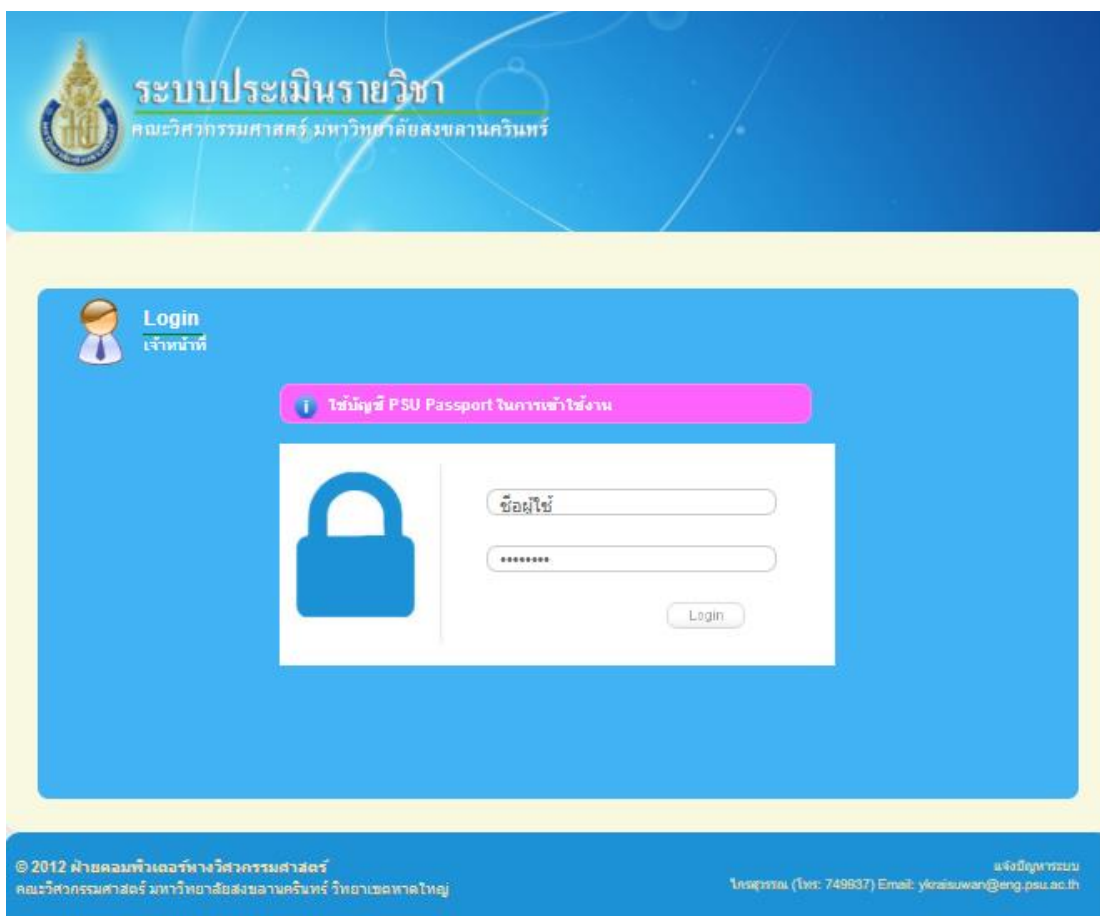 ระบบประเมินรายวิชา
คณะวิศวกรรมศาสตร์ มหาวิทยาลัยสงขลานครินทร์
Login
เจ้าหน้าที่
ใช้บัญชี PSU Passport ในการเข้าใช้งาน
ชื่อผู้ใช้
••••••••
Login
© 2012 ฝ่ายคอมพิวเตอร์ทางวิศวกรรมศาสตร์
คณะวิศวกรรมศาสตร์ มหาวิทยาลัยสงขลานครินทร์ วิทยาเขตหาดใหญ่
แจ้งปัญหาระบบ
ไกรสุวรรณ (โทร: 749937) Email: ykraisuwan@eng.psu.ac.th